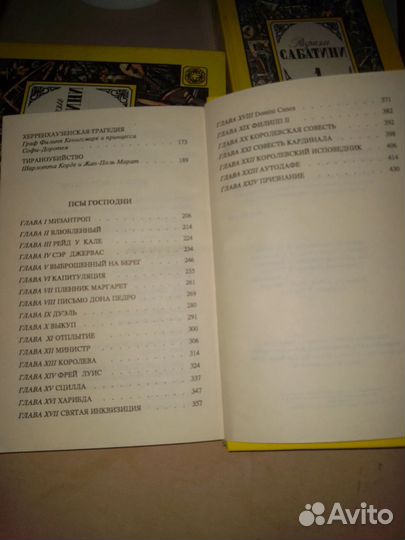 Рафаэль
САБАТИНИ
ХЕРРЕНХАУЗЕНСКАЯ ТРАГЕДИЯ
Граф Филипп Кенигсмарк и принцесса
Софи-Доротея 173
ТИРАНОУБИЙСТВО
Шарлотта Корде и Жан-Поль Марат 189
ПСЫ ГОСПОДНИ
ГЛАВА I МИЗАНТРОП 206
ГЛАВА II ВЛЮБЛЕННЫЙ 214
ГЛАВА III РЕЙД У КАЛЕ 224
ГЛАВА IV СЭР ДЖЕРВАС 234
ГЛАВА V ВЫБРОШЕННЫЙ НА БЕРЕГ 246
ГЛАВА VI КАПИТУЛЯЦИЯ 255
ГЛАВА VII ПЛЕННИК МАРГАРЕТ 261
ГЛАВА VIII ПИСЬМО ДОНА ПЕДРО 269
ГЛАВА IX ДУЭЛЬ 280
ГЛАВА X ВЫКУП 291
ГЛАВА XI ОТПЛЫТИЕ 300
ГЛАВА XII МИНИСТР 306
ГЛАВА XIII КОРОЛЕВА 314
ГЛАВА XIV ФРЕЙ ЛУИС 324
ГЛАВА XV СЦИЛЛА 337
ГЛАВА XVI ХАРИБДА 347
ГЛАВА XVII СВЯТАЯ ИНКВИЗИЦИЯ 357
ГЛАВА XVIII Domini Canes 371
ГЛАВА XIX ФИЛИПП II 382
ГЛАВА XX КОРОЛЕВСКАЯ СОВЕСТЬ 392
ГЛАВА XXI СОВЕСТЬ КАРДИНАЛА 398
ГЛАВА XXII КОРОЛЕВСКИЙ ИСПОВЕДНИК 406
ГЛАВА XXIII АУТОДАФЕ 414
ГЛАВА XXIV ПРИЗНАНИЕ 430
Avito